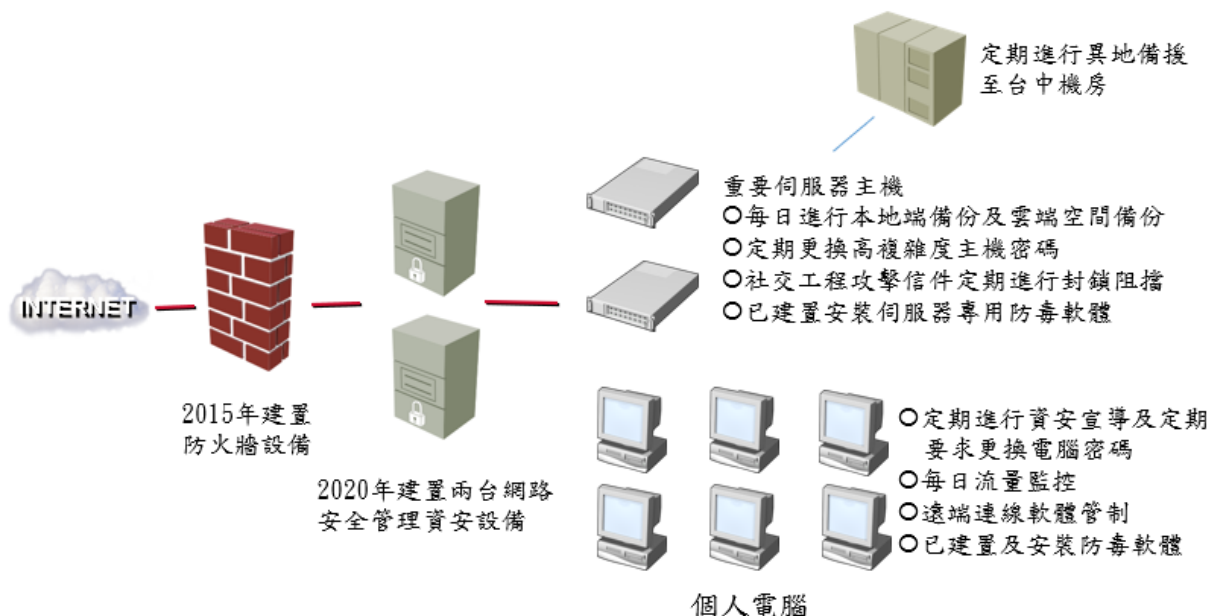 定期進行異地備援
至台中機房
重要伺服器主機
○每日進行本地端備份及雲端空間備份
○定期更換高複雜度主機密碼
○社交工程攻擊信件定期進行封鎖阻擋
○已建置安裝伺服器專用防毒軟體
INTERNET
2015年建置
防火牆設備
2020年建置兩台網路
安全管理資安設備
○定期進行資安宣導及定期
要求更換電腦密碼
○每日流量監控
○遠端連線軟體管制
○已建置及安裝防毒軟體
個人電腦